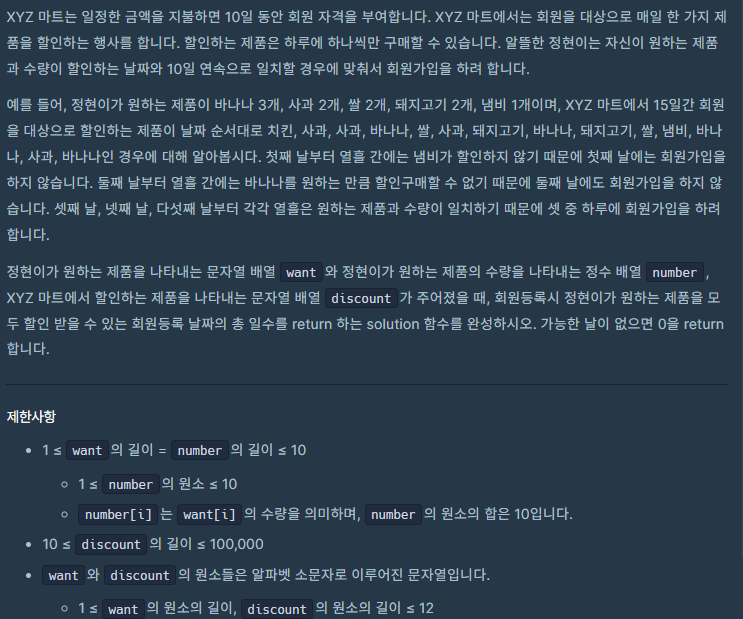 XYZ 마트는 일정한 금액을 지불하면 10일 동안 회원 자격을 부여합니다. XYZ 마트에서는 회원을 대상으로 매일 한 가지 제
품을 할인하는 행사를 합니다. 할인하는 제품은 하루에 하나씩만 구매할 수 있습니다. 알뜰한 정현이는 자신이 원하는 제품
과 수량이 할인하는 날짜와 10일 연속으로 일치할 경우에 맞춰서 회원가입을 하려 합니다.
예를 들어, 정현이가 원하는 제품이 바나나 3개, 사과 2개, 쌀 2개, 돼지고기 2개, 냄비 1개이며, XYZ 마트에서 15일간 회원
을 대상으로 할인하는 제품이 날짜 순서대로 치킨, 사과, 사과, 바나나, 쌀, 사과, 돼지고기, 바나나, 돼지고기, 쌀, 냄비, 바나
나, 사과, 바나나인 경우에 대해 알아봅시다. 첫째 날부터 열흘 간에는 냄비가 할인하지 않기 때문에 첫째 날에는 회원가입을
하지 않습니다. 둘째 날부터 열흘 간에는 바나나를 원하는 만큼 할인구매할 수 없기 때문에 둘째 날에도 회원가입을 하지 않
습니다. 셋째 날, 넷째 날, 다섯째 날부터 각각 열흘은 원하는 제품과 수량이 일치하기 때문에 셋 중 하루에 회원가입을 하려
합니다.
정현이가 원하는 제품을 나타내는 문자열 배열 want 와 정현이가 원하는 제품의 수량을 나타내는 정수 배열 number ,
XYZ 마트에서 할인하는 제품을 나타내는 문자열 배열 discount 가 주어졌을 때, 회원등록시 정현이가 원하는 제품을 모
두 할인 받을 수 있는 회원등록 날짜의 총 일수를 return 하는 solution 함수를 완성하시오. 가능한 날이 없으면 0을 return
합니다.
제한사항
• 1 ≤ want 의 길이 = number 의 길이 ≤ 10
◦ 1 ≤ number 의 원소 ≤ 10
◦ number[i] 는 want[i] 의 수량을 의미하며, number 의 원소의 합은 10입니다.
• 10 ≤ discount 의 길이 ≤ 100,000
• want 와 discount 의 원소들은 알파벳 소문자로 이루어진 문자열입니다.
◦ 1 ≤ want 의 원소의 길이, discount 의 원소의 길이 ≤ 12